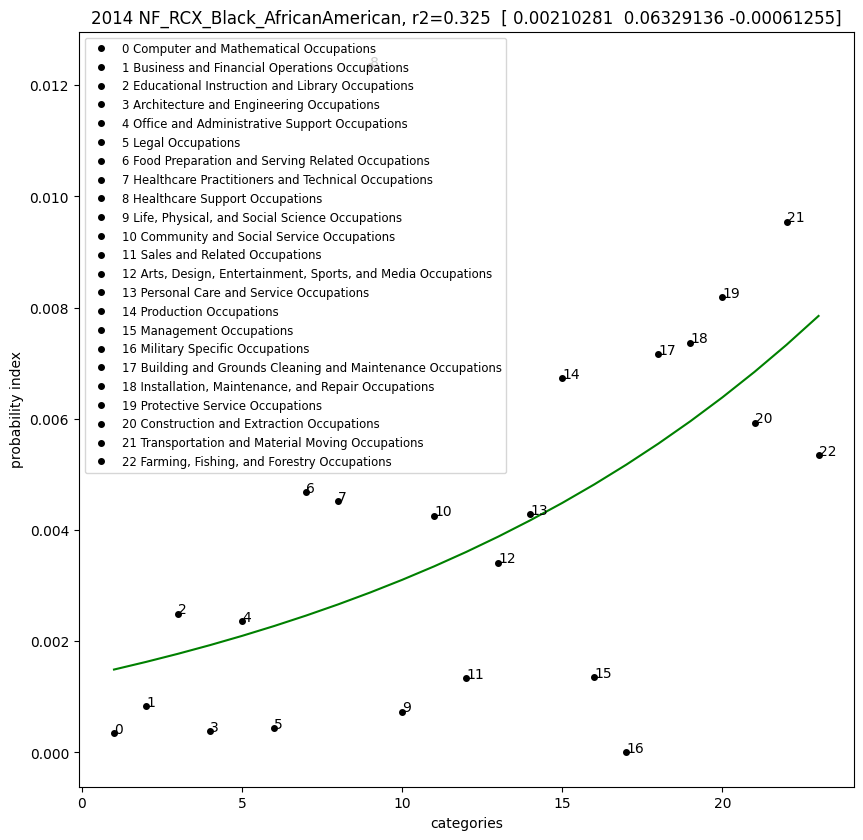 2014 NF_RCX_Black_AfricanAmerican, r2=0.325 [ 0.00210281 0.06329136 -0.00061255]
0 Computer and Mathematical Occupations
1 Business and Financial Operations Occupations
2 Educational Instruction and Library Occupations
3 Architecture and Engineering Occupations
4 Office and Administrative Support Occupations
5 Legal Occupations
6 Food Preparation and Serving Related Occupations
7 Healthcare Practitioners and Technical Occupations
8 Healthcare Support Occupations
9 Life, Physical, and Social Science Occupations
10 Community and Social Service Occupations
11 Sales and Related Occupations
12 Arts, Design, Entertainment, Sports, and Media Occupations
13 Personal Care and Service Occupations
14 Production Occupations
15 Management Occupations
16 Military Specific Occupations
17 Building and Grounds Cleaning and Maintenance Occupations
18 Installation, Maintenance, and Repair Occupations
19 Protective Service Occupations
20 Construction and Extraction Occupations
21 Transportation and Material Moving Occupations
22 Farming, Fishing, and Forestry Occupations
8
21
19
18
17
14
20
22
6
7
10
13
12
2
4
11
15
1
9
0
3
5
16
0.012
0.010
0.008
0.006
0.004
0.002
0.000
probability index
0
5
10
15
20
categories